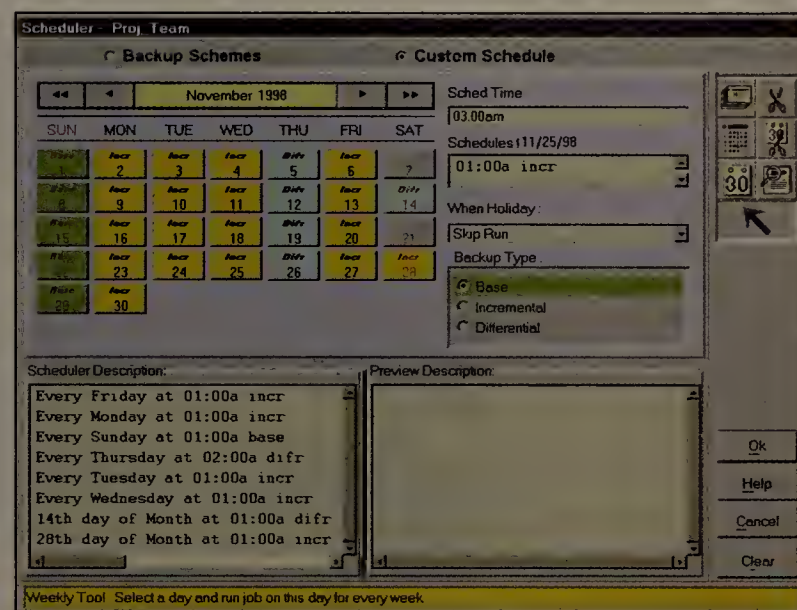 Scheduler - Proj Team
Backup Schemes
Custom Schedule
November 1998
SUN MON TUE WED THU FRI SAT
Base Incr Incr Incr Difr Incr
1 2 3 4 5 6 7
Incr Incr Incr Difr Incr Difr
8 9 10 11 12 13 14
Incr Incr Incr Difr Incr
15 16 17 18 19 20 21
Incr Incr Incr Difr Incr Incr
23 24 25 26 27 28
Base Incr
29 30
Sched Time
03.00am
Schedules 11/25/98
01:00a incr
When Holiday:
Skip Run
Backup Type
Base
Incremental
Differential
30
30
Scheduler Description:
Every Friday at 01:00a incr
Every Monday at 01:00a incr
Every Sunday at 01:00a base
Every Thursday at 02:00a difr
Every Tuesday at 01:00a incr
Every Wednesday at 01:00a incr
14th day of Month at 01:00a difr
28th day of Month at 01:00a incr
Preview Description:
Ok
Help
Cancel
Clear
Weekly Tool Select a day and run job on this day for every week